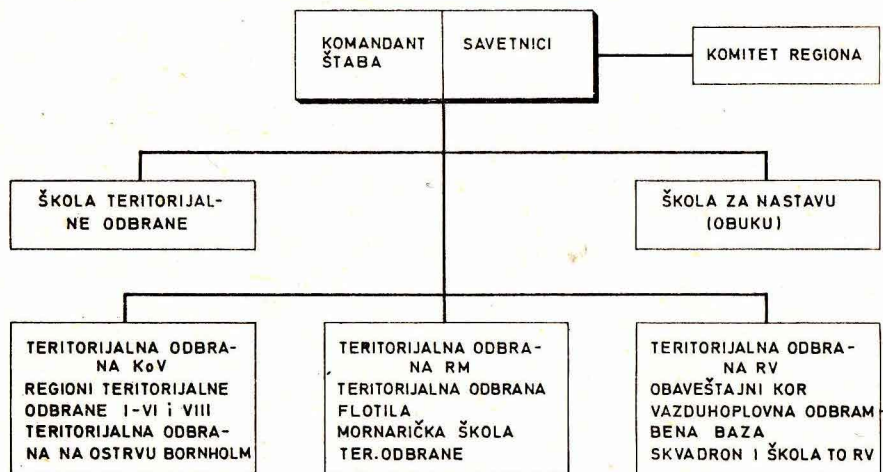 KOMANDANT
ŠTABA
SAVETNICI
KOMITET REGIONA
ŠKOLA TERITORIJAL-
NE ODBRANE
ŠKOLA ZA NASTAVU
(OBUKU)
TERITORIJALNA ODBRA-
NA KoV
REGIONI TERITORIJALNE
ODBRANE I-VI i VIII
TERITORIJALNA ODBRA-
NA NA OSTRVU BORNHOLM
TERITORIJALNA ODBRA-
NA RM
TERITORIJALNA ODBRANA
FLOTILA
MORNARIČKA ŠKOLA
TER.ODBRANE
TERITORIJALNA ODBRA-
NA RV
OBAVEŠTAJNI KOR
VAZDUHOPLOVNA ODBRAM-
BENA BAZA
SKVADRON I ŠKOLA TO RV